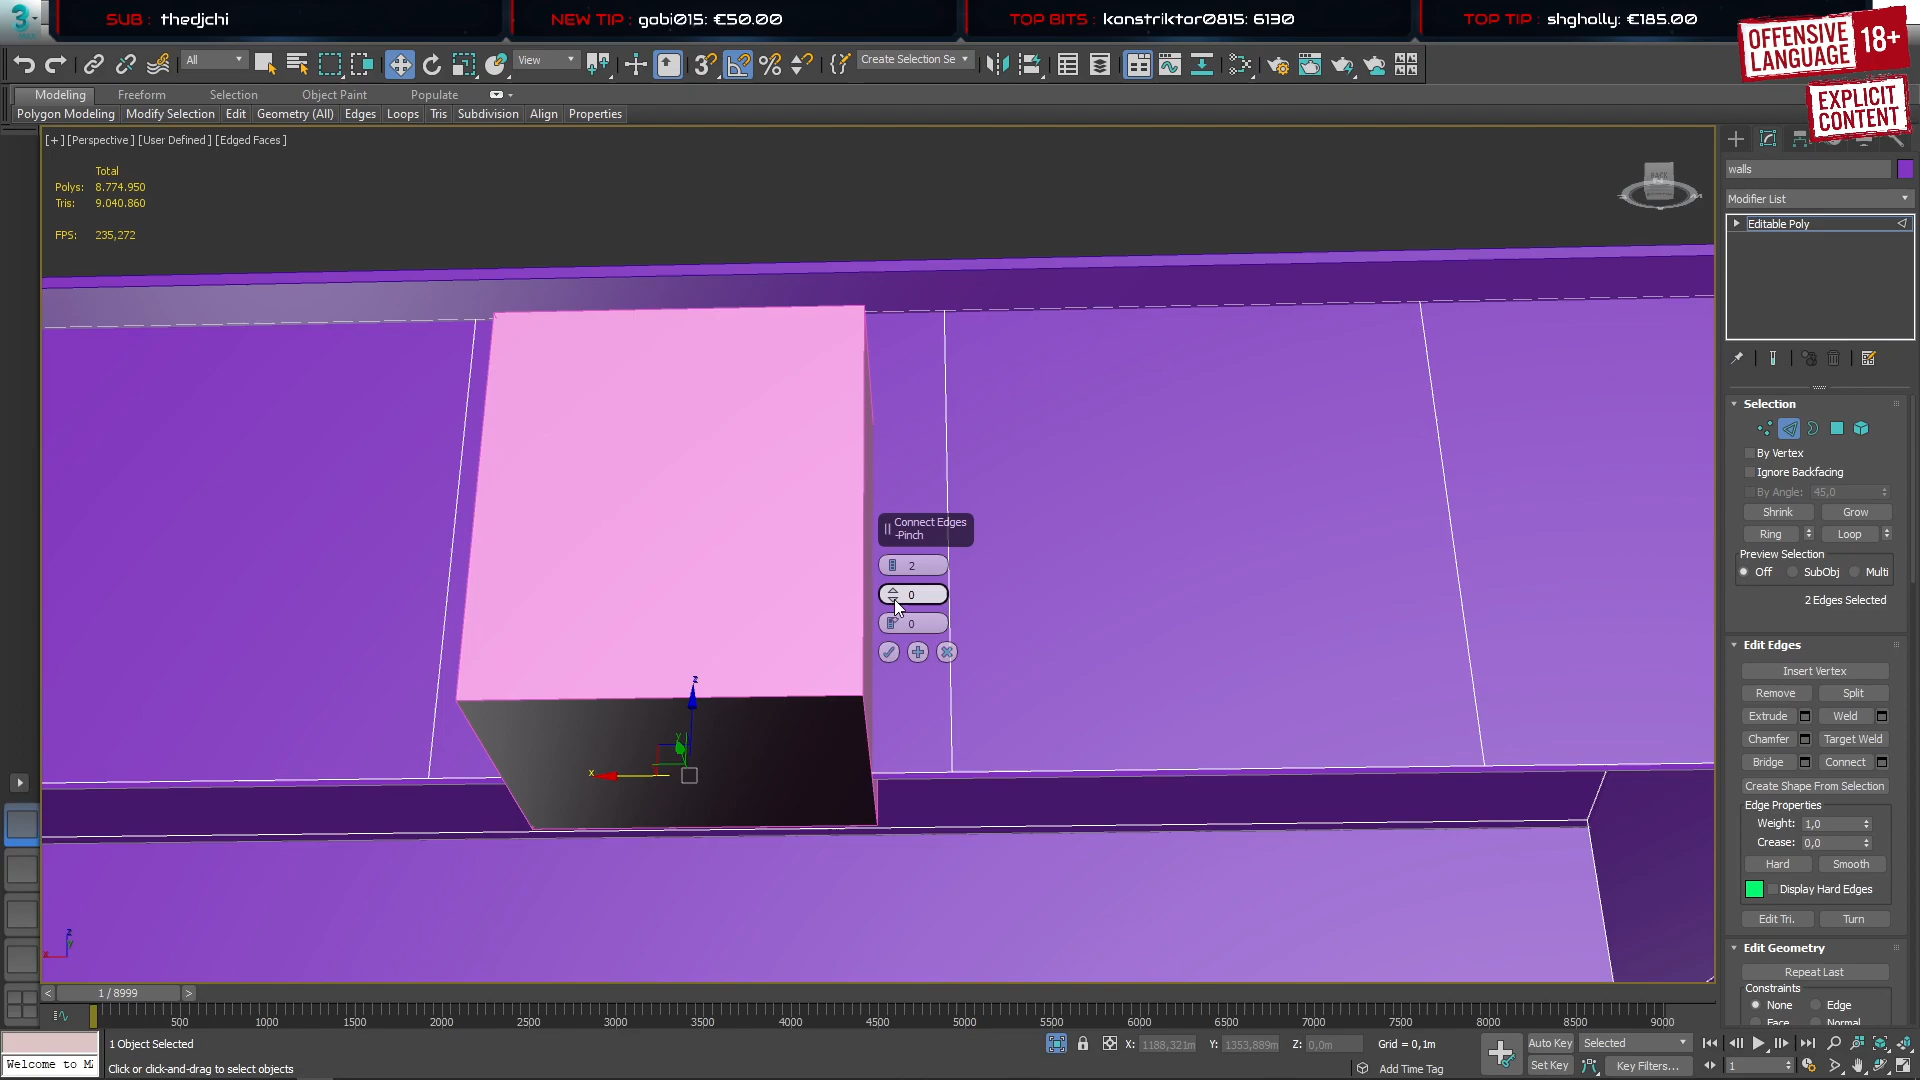 SUB : thedjchi NEW TIP : gabi015: €50.00 TOP BITS : konstriktor0815: 6130 TOP TIP : shgholly: €185.00
OFFENSIVE LANGUAGE 18+
EXPLICIT CONTENT
All View Create Selection Se
Modeling Freeform Selection Object Paint Populate
Polygon Modeling Modify Selection Edit Geometry (All) Edges Loops Tris Subdivision Align Properties
[+] [Perspective] [User Defined] [Edged Faces]
Total
Polys: 8.774.950
Tris: 9.040.860
FPS: 235,272
BACK
walls
Modifier List
Editable Poly
Connect Edges
-Pinch
2
0
0
Selection
By Vertex
Ignore Backfacing
By Angle: 45,0
Shrink Grow
Ring Loop
Preview Selection
Off SubObj Multi
2 Edges Selected
Edit Edges
Insert Vertex
Remove Split
Extrude Weld
Chamfer Target Weld
Bridge Connect
Create Shape From Selection
Edge Properties
Weight: 1,0
Crease: 0,0
Hard Smooth
Display Hard Edges
Edit Tri. Turn
Edit Geometry
Repeat Last
Constraints
None Edge
Face Normal
z
x
y
z
y
x
< 1 / 8999 >
500 1000 1500 2000 2500 3000 3500 4000 4500 5000 5500 6000 6500 7000 7500 8000 8500 9000
1 Object Selected
X: 1188,321m Y: 1353,889m Z: 0,0m Grid = 0,1m
Auto Key Selected
Welcome to M
Click or click-and-drag to select objects
Add Time Tag
Set Key Key Filters... 1